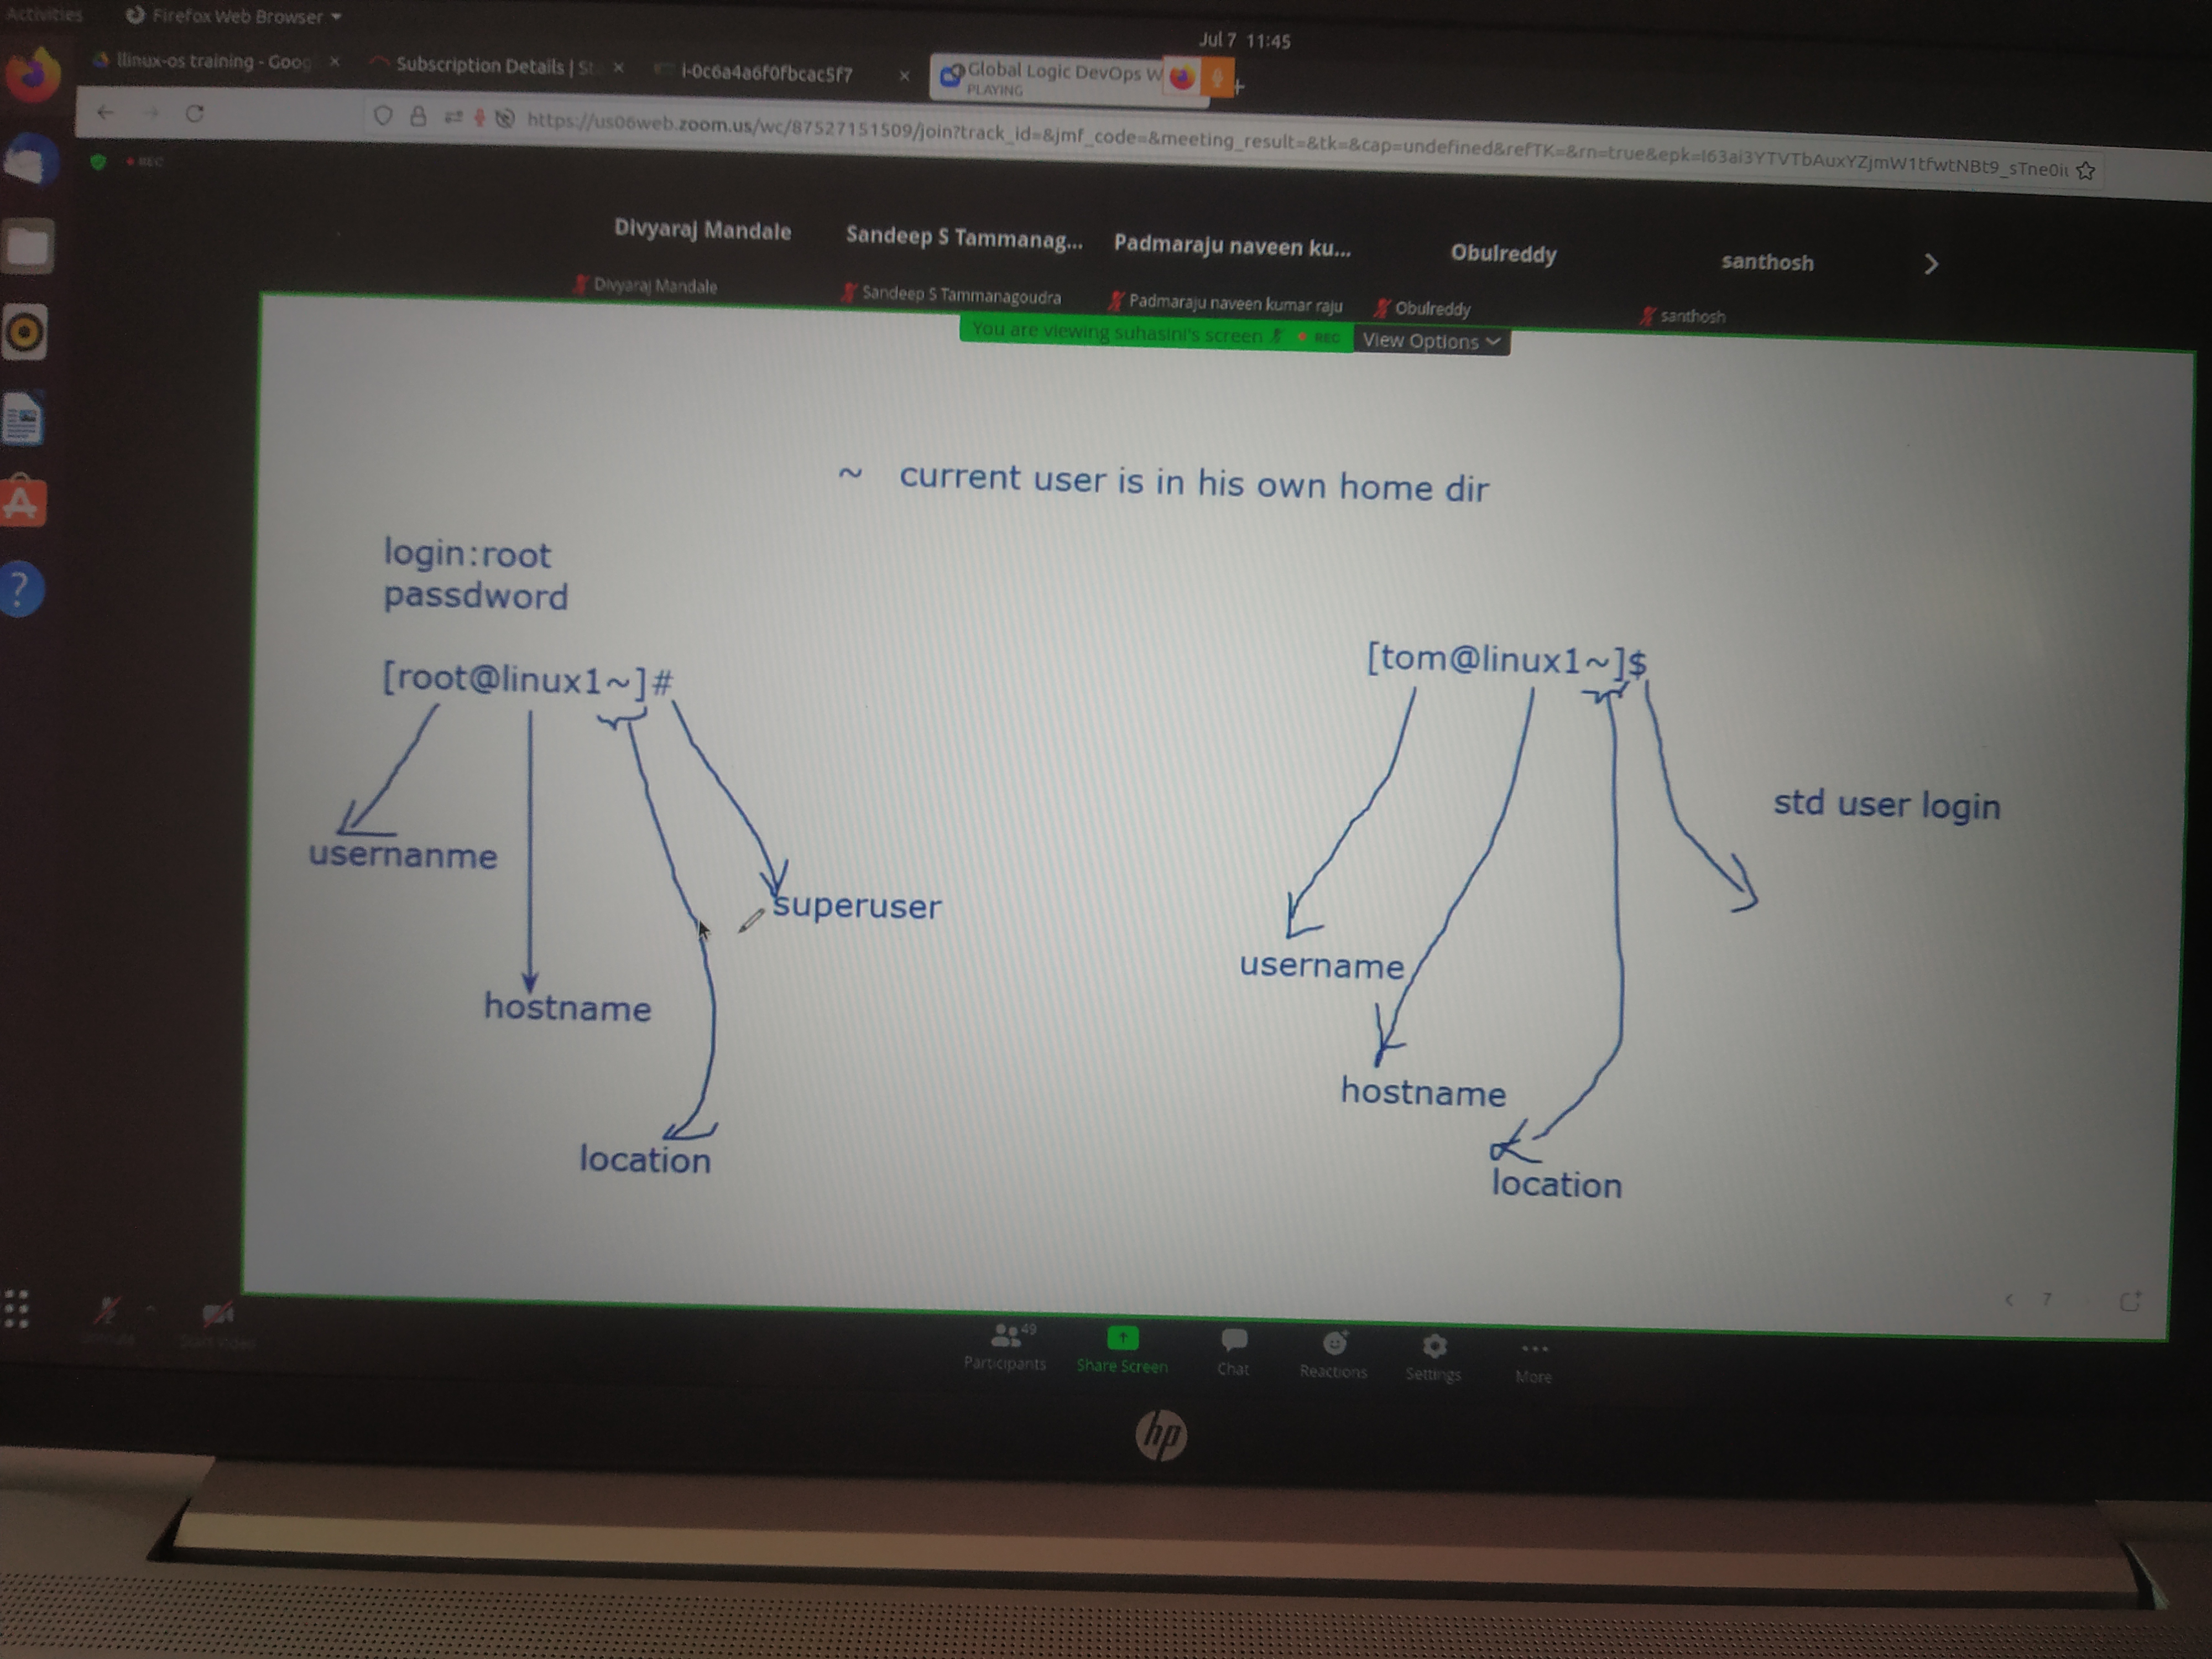 Activities
Firefox Web Browser
Jul 7 11:45
llinux-os training - Goog
Subscription Details | St
i-0c6a4a6f0fbcac5f7
Global Logic DevOps W
PLAYING
https://us06web.zoom.us/wc/87527151509/join?track_id=&jmf_code=&meeting_result=&tk=&cap=undefined&refTK=&rn=true&epk=
REC
Divyaraj Mandale
Sandeep S Tammanag...
Padmaraju naveen ku...
Obulreddy
santhosh
Divyaraj Mandale
Sandeep S Tammanagoudra
Padmaraju naveen kumar raju
Obulreddy
santhosh
You are viewing suhasini's screen
REC
View Options
~ current user is in his own home dir
login:root
passdword
[root@linux1~]#
[tom@linux1~]$
std user login
usernanme
superuser
username
hostname
hostname
location
location
7
49
Participants
Share Screen
Chat
Reactions
Settings
More
hp